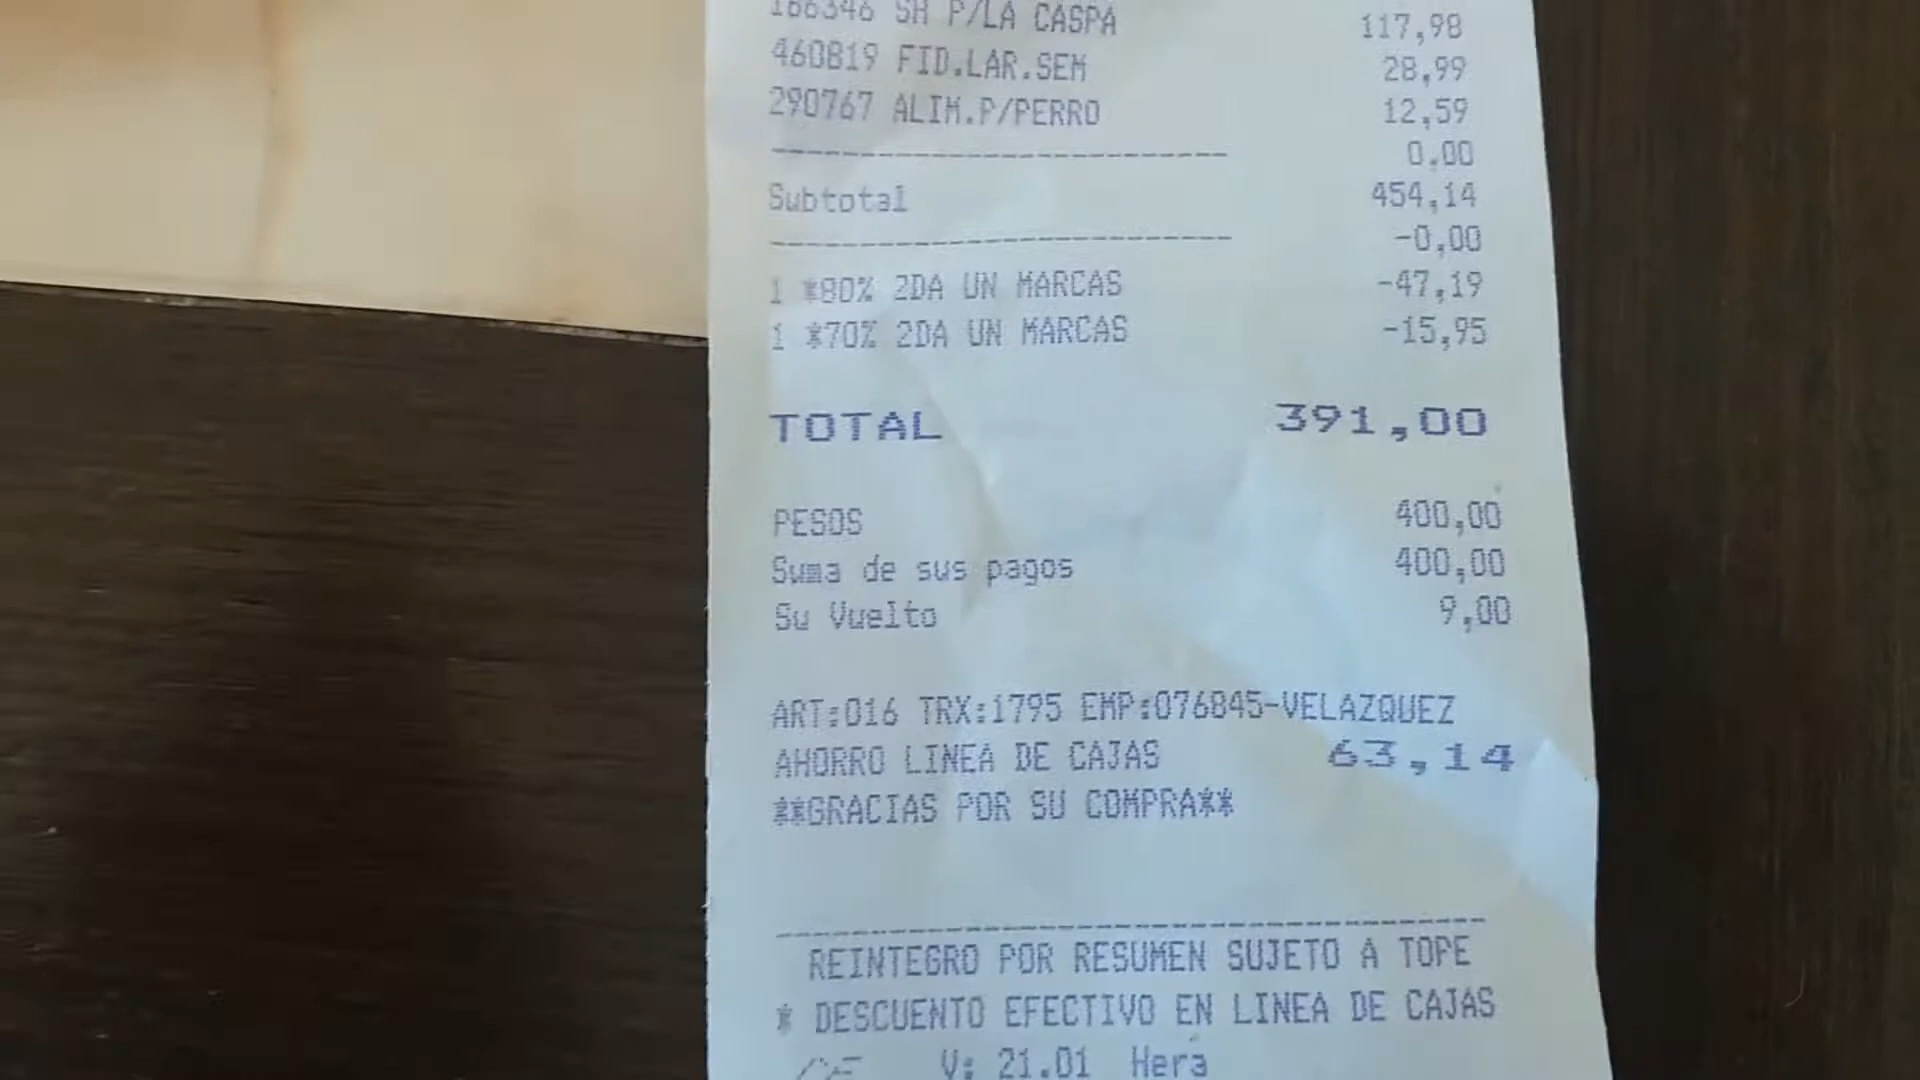 166346 SH P/LA CASPA 117,98
460819 FID.LAR.SEM 28,99
290767 ALIM.P/PERRO 12,59
------------------------- 0,00
Subtotal 454,14
------------------------- -0,00
1 *80% 2DA UN MARCAS -47,19
1 *70% 2DA UN MARCAS -15,95
TOTAL 391,00
PESOS 400,00
Suma de sus pagos 400,00
Su Vuelto 9,00
ART:016 TRX:1795 EMP:076845-VELAZQUEZ
AHORRO LINEA DE CAJAS 63,14
**GRACIAS POR SU COMPRA**
---------------------------------------
REINTEGRO POR RESUMEN SUJETO A TOPE
* DESCUENTO EFECTIVO EN LINEA DE CAJAS
V: 21.01 Hera